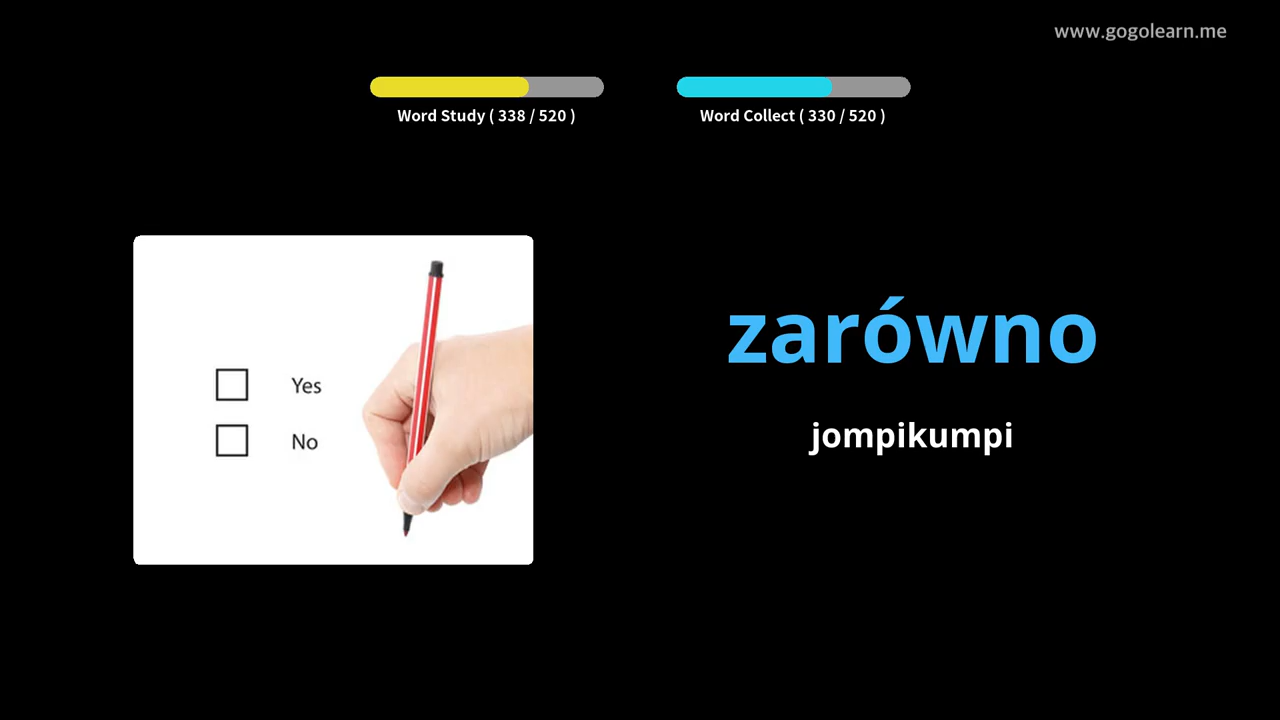 www.gogolearn.me
Word Study ( 338 / 520 )
Word Collect ( 330 / 520 )
Yes
No
zarówno
jompikumpi